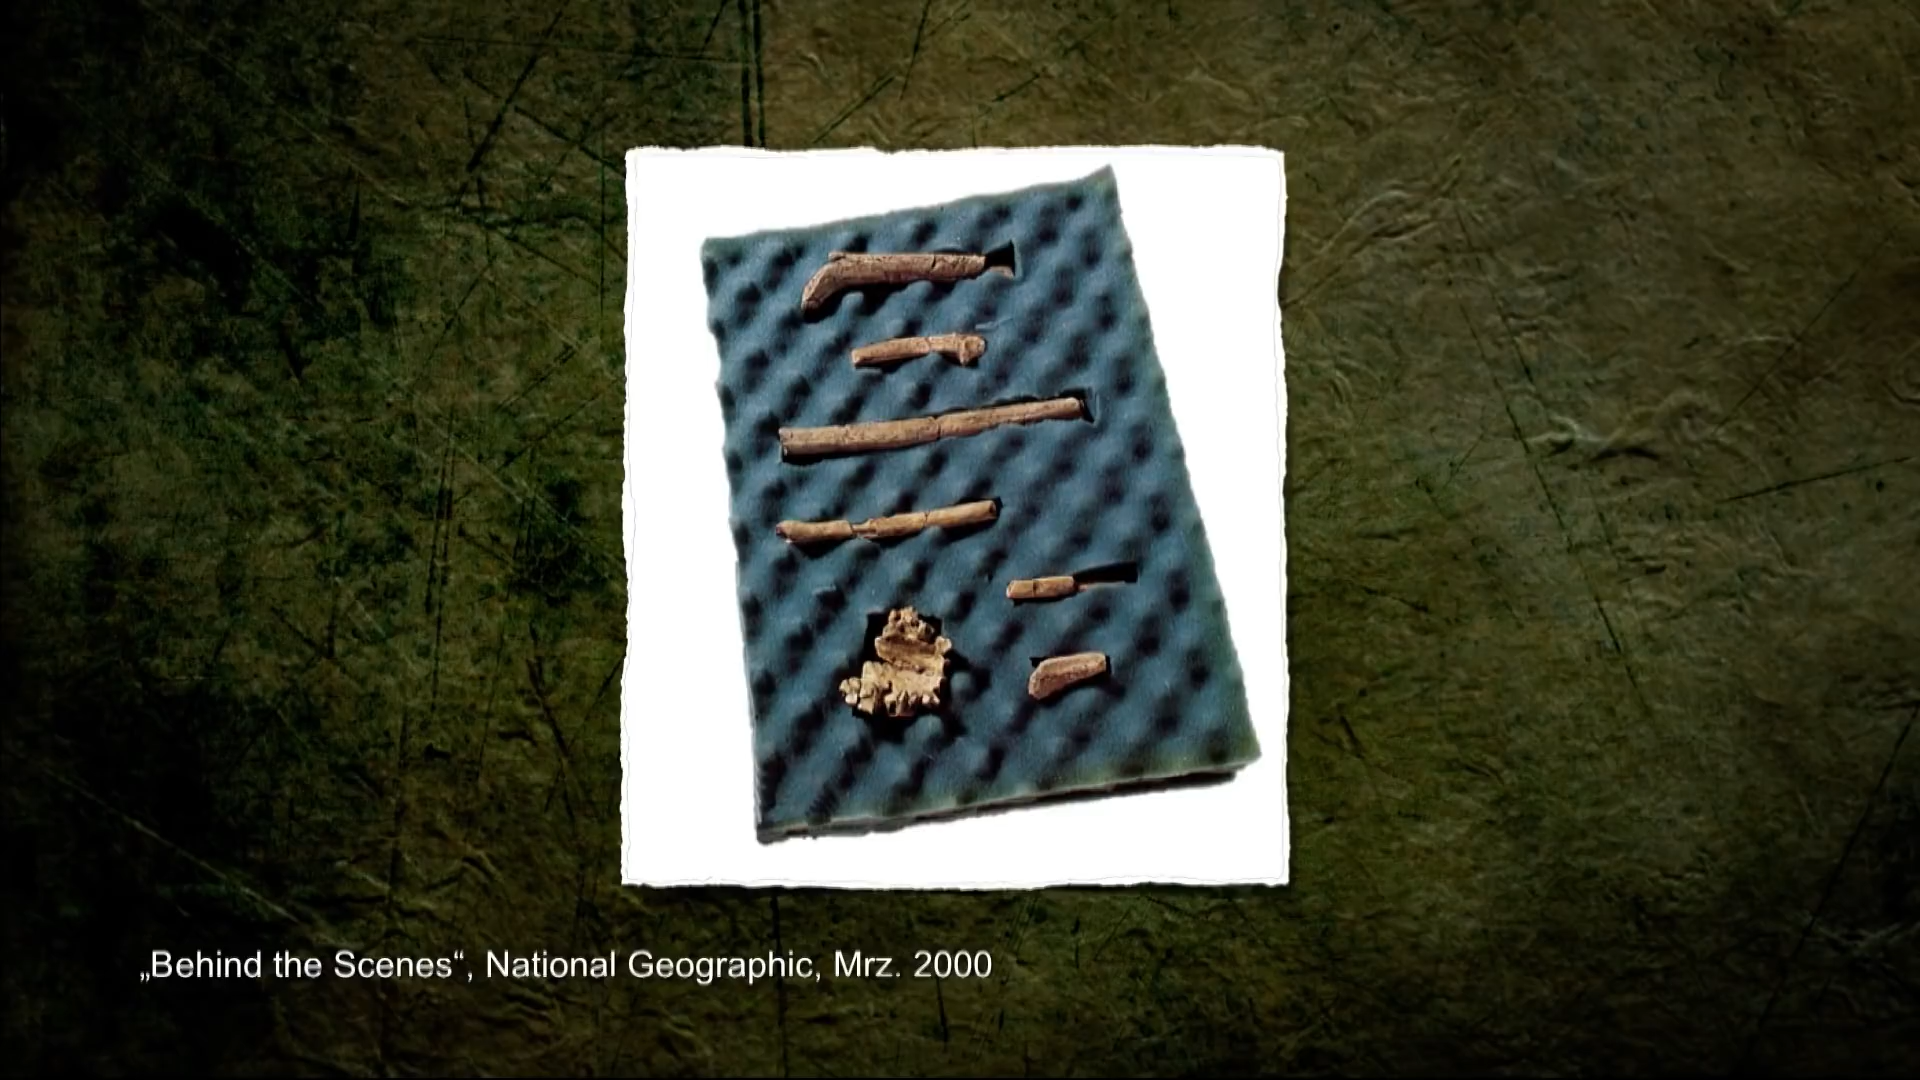 „Behind the Scenes“, National Geographic, Mrz. 2000